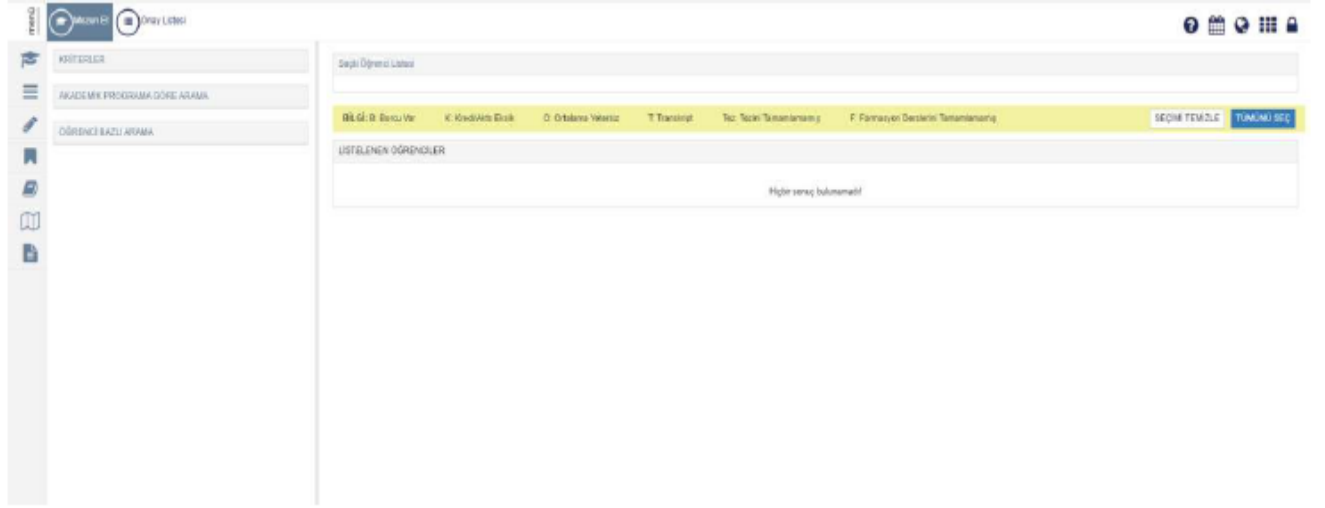 menü
Mezun Et
Onay Listesi
KRİTERLER
AKADEMİK PROGRAMA GÖRE ARAMA
ÖĞRENCİ BAZLI ARAMA
Seçili Öğrenci Listesi
BİLGİ: B: Borcu Var K: Kredi/Akts Eksik O: Ortalama Yetersiz T: Transkript Tez: Tezini Tamamlamamış F: Formasyon Derslerini Tamamlamamış SEÇİMİ TEMİZLE TÜMÜNÜ SEÇ
LİSTELENEN ÖĞRENCİLER
Hiçbir sonuç bulunamadı!